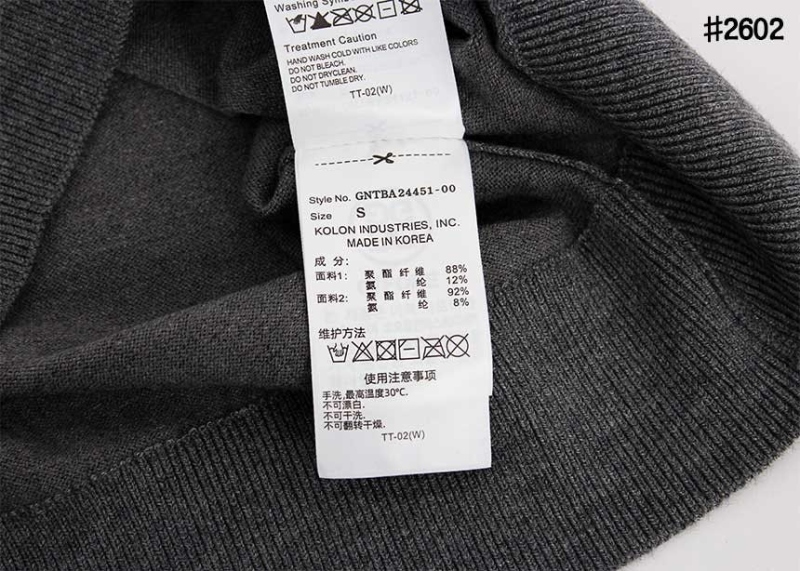 #2602
Washing Sym
Treatment Caution
HAND WASH COLD WITH LIKE COLORS
DO NOT BLEACH.
DO NOT DRYCLEAN.
DO NOT TUMBLE DRY.
TT-02(W)
Style No. GNTBA24451-00
Size S
KOLON INDUSTRIES, INC.
MADE IN KOREA
成 分:
面料1: 聚 酯 纤 维 88%
氨 纶 12%
面料2: 聚 酯 纤 维 92%
氨 纶 8%
维护方法
使用注意事项
手洗,最高温度30℃.
不可漂白.
不可干洗.
不可翻转干燥.
TT-02(W)